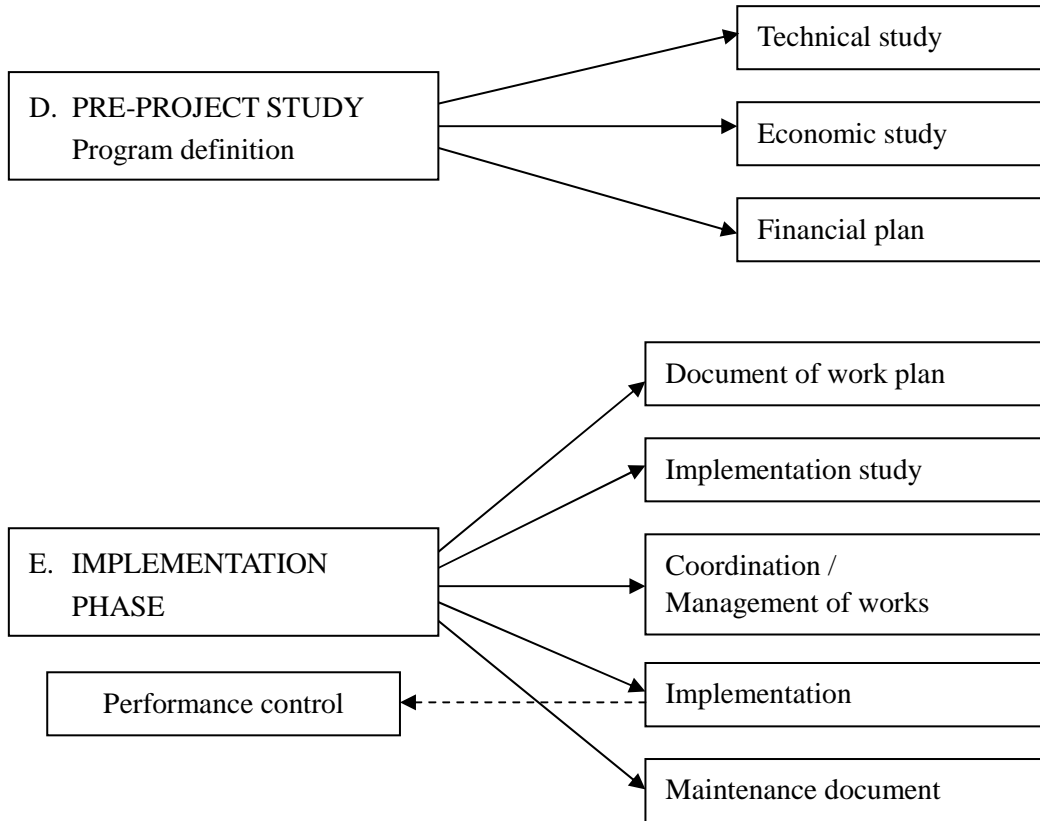 Technical study
D. PRE-PROJECT STUDY
Program definition
Economic study
Financial plan
Document of work plan
Implementation study
E. IMPLEMENTATION
PHASE
Coordination /
Management of works
Performance control
Implementation
Maintenance document